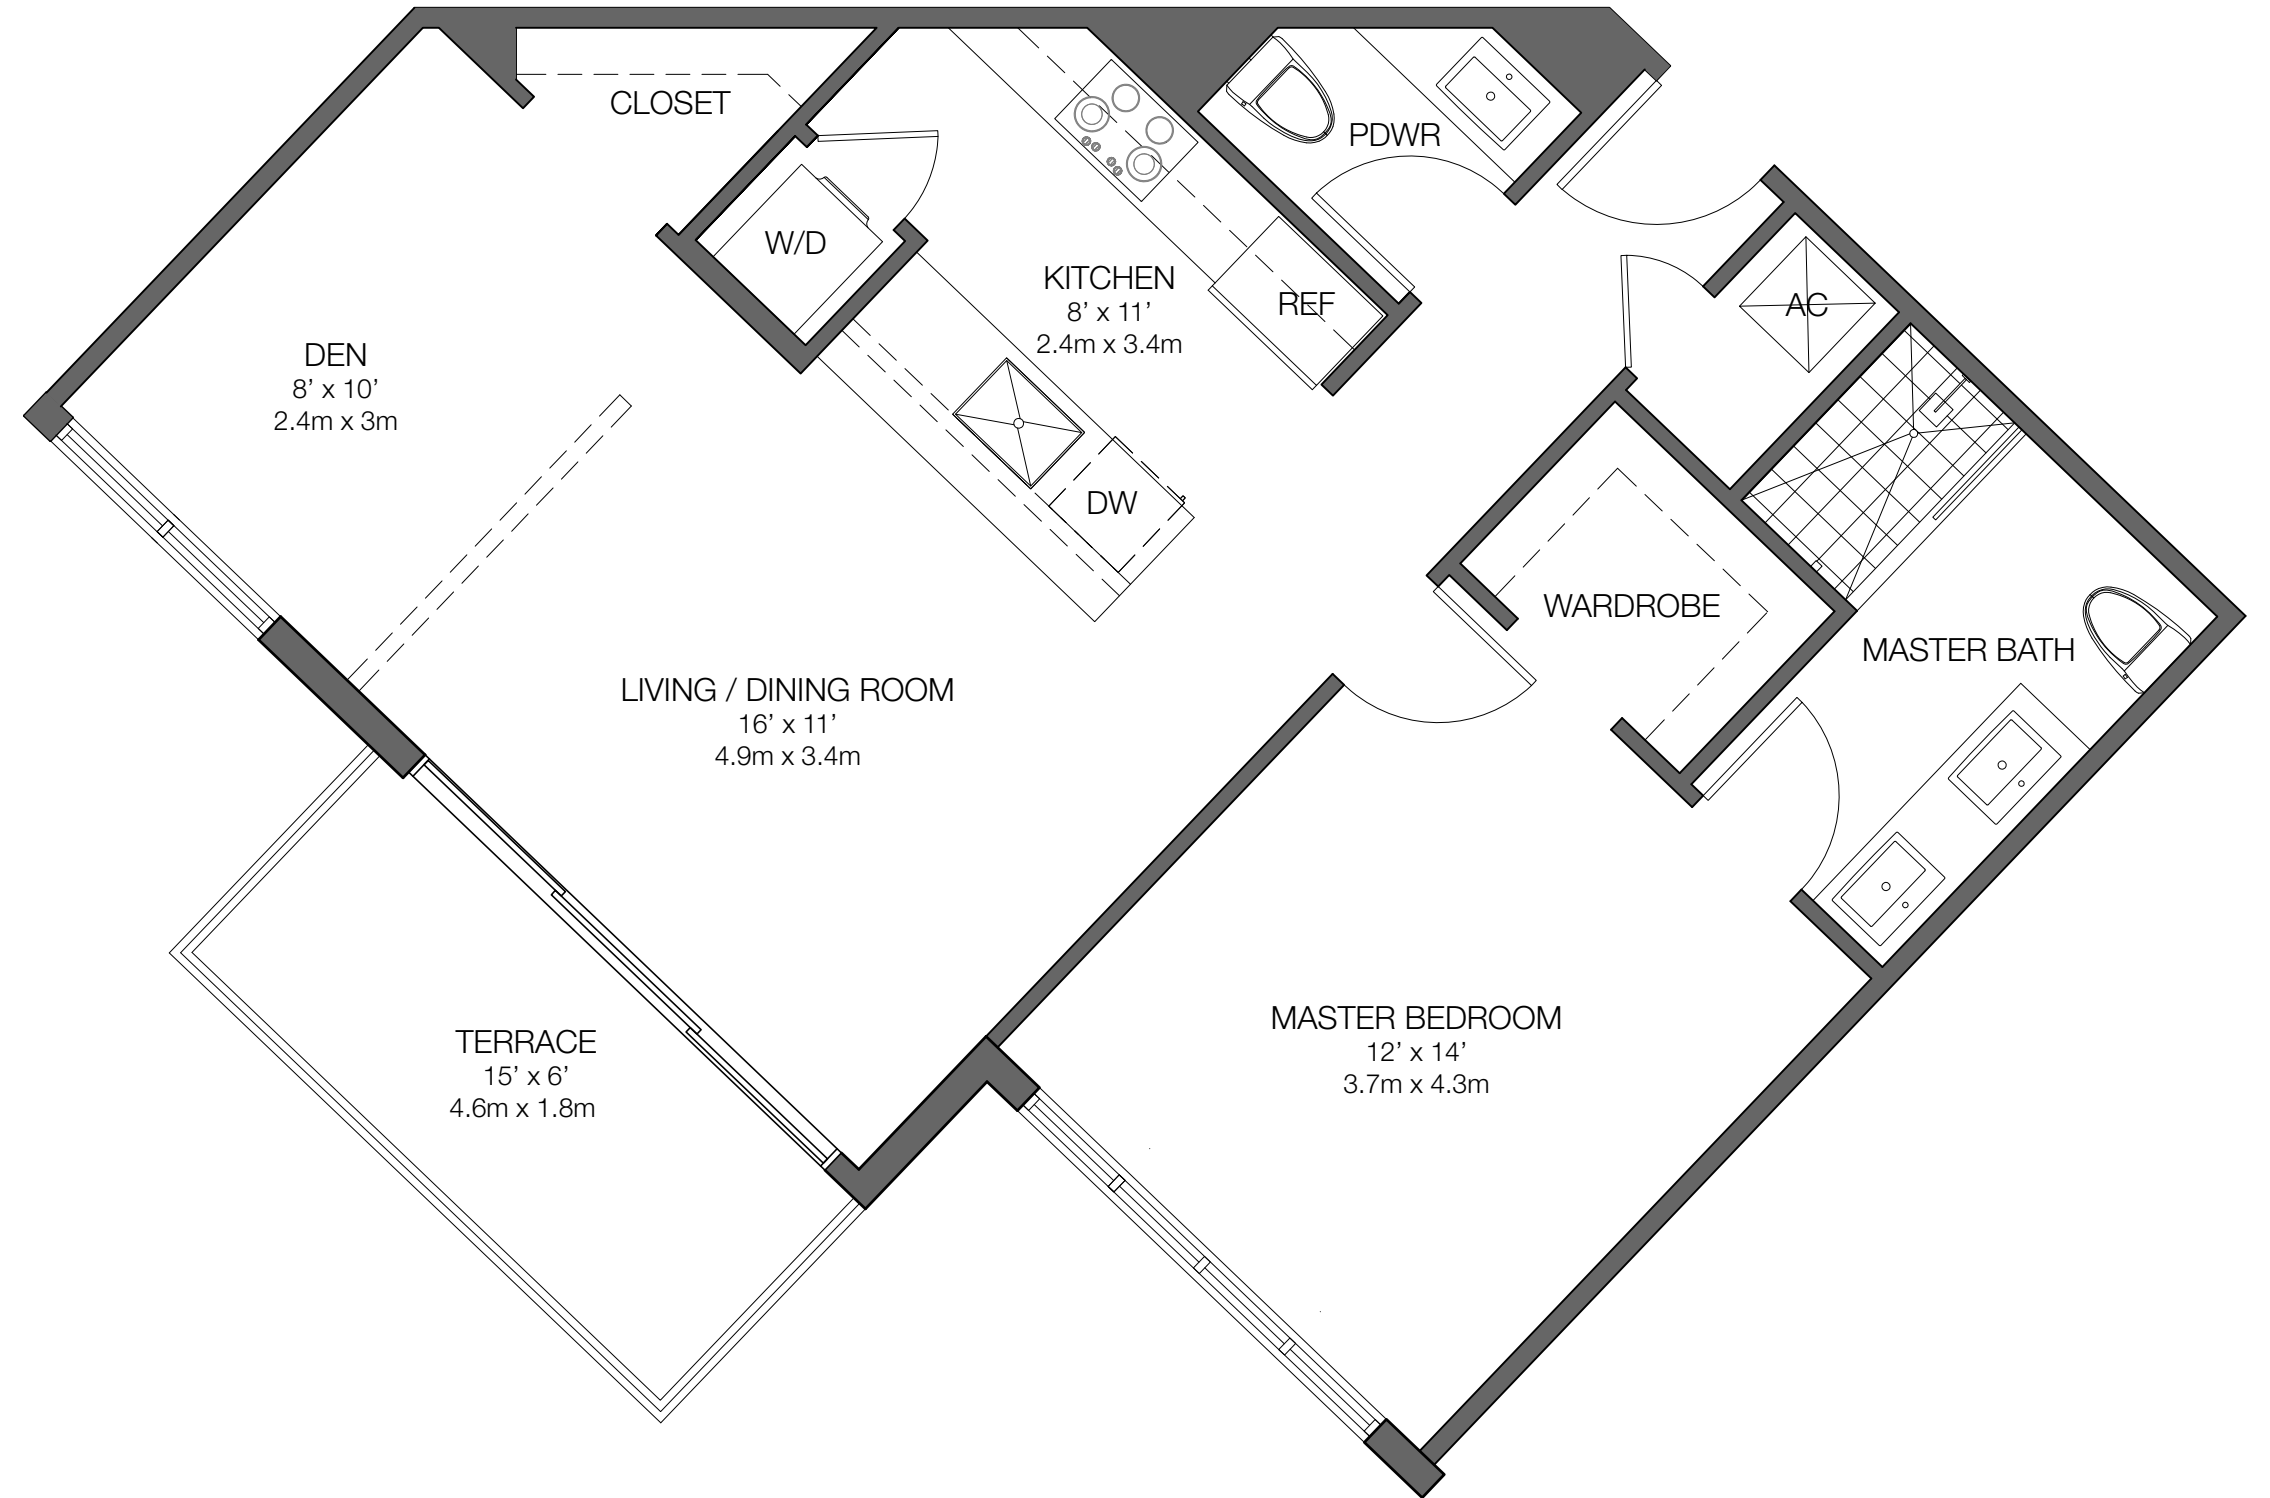 CLOSET
PDWR
W/D
KITCHEN
8’ x 11’
2.4m x 3.4m
REF
AC
DEN
8’ x 10’
2.4m x 3m
DW
WARDROBE
MASTER BATH
LIVING / DINING ROOM
16’ x 11’
4.9m x 3.4m
MASTER BEDROOM
12’ x 14’
3.7m x 4.3m
TERRACE
15’ x 6’
4.6m x 1.8m